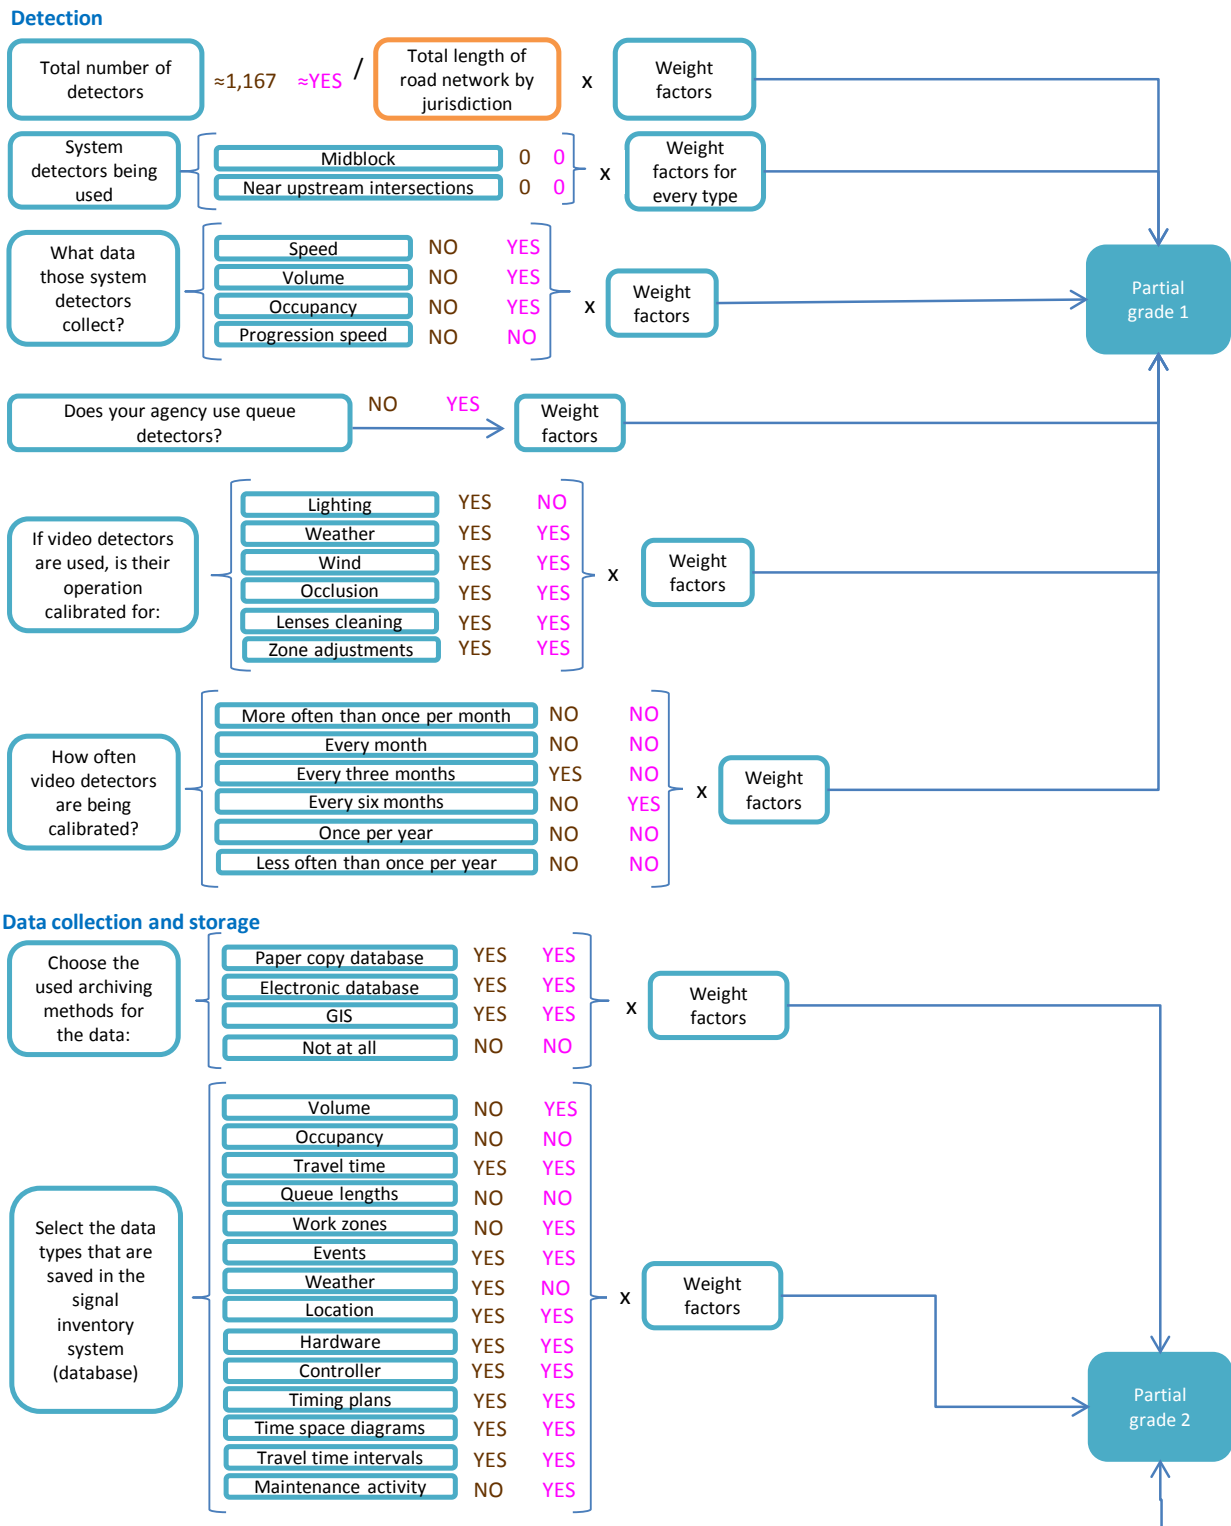 Detection
Total number of
detectors
≈1,167 ≈YES /
Total length of
road network by
jurisdiction
x
Weight
factors
System
detectors being
used
Midblock 0 0
Near upstream intersections 0 0
x
Weight
factors for
every type
What data
those system
detectors
collect?
Speed NO YES
Volume NO YES
Occupancy NO YES
Progression speed NO NO
x
Weight
factors
Partial
grade 1
Does your agency use queue
detectors?
NO YES
Weight
factors
If video detectors
are used, is their
operation
calibrated for:
Lighting YES NO
Weather YES YES
Wind YES YES
Occlusion YES YES
Lenses cleaning YES YES
Zone adjustments YES YES
x
Weight
factors
How often
video detectors
are being
calibrated?
More often than once per month NO NO
Every month NO NO
Every three months YES NO
Every six months NO YES
Once per year NO NO
Less often than once per year NO NO
x
Weight
factors
Data collection and storage
Choose the
used archiving
methods for
the data:
Paper copy database YES YES
Electronic database YES YES
GIS YES YES
Not at all NO NO
x
Weight
factors
Select the data
types that are
saved in the
signal
inventory
system
(database)
Volume NO YES
Occupancy NO NO
Travel time YES YES
Queue lengths NO NO
Work zones NO YES
Events YES YES
Weather YES NO
Location YES YES
Hardware YES YES
Controller YES YES
Timing plans YES YES
Time space diagrams YES YES
Travel time intervals YES YES
Maintenance activity NO YES
x
Weight
factors
Partial
grade 2